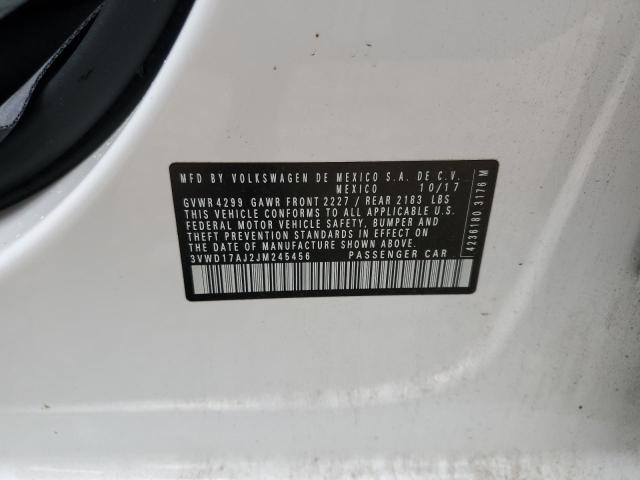 MFD BY VOLKSWAGEN DE MEXICO S.A. DE C.V.
MEXICO 10/17
GVWR 4299 GAWR FRONT 2227 / REAR 2183 LBS
THIS VEHICLE CONFORMS TO ALL APPLICABLE U.S.
FEDERAL MOTOR VEHICLE SAFETY, BUMPER AND
THEFT PREVENTION STANDARDS IN EFFECT ON
THE DATE OF MANUFACTURE SHOWN ABOVE.
3VWD17AJ2JM245456 PASSENGER CAR
4236180 3176 M